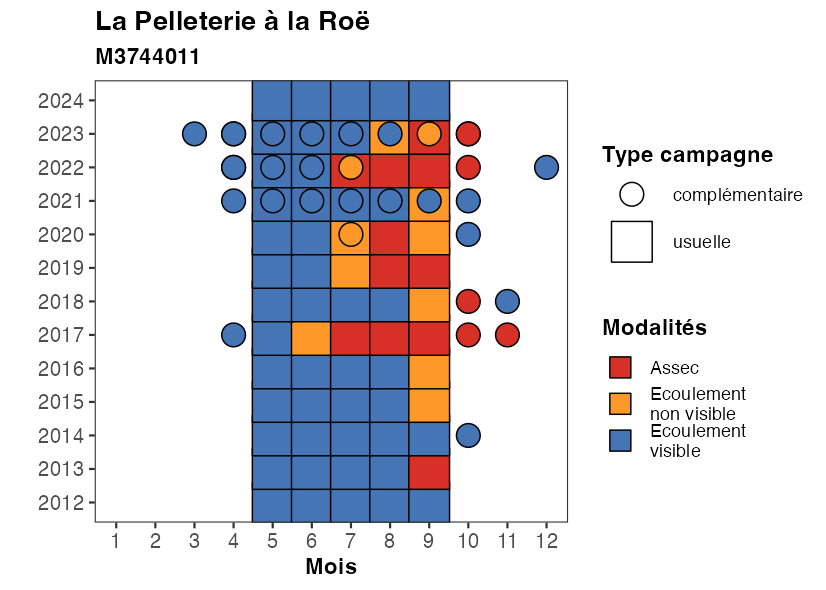 La Pelleterie à la Roë
M3744011
2024
2023
2022
2021
2020
2019
2018
2017
2016
2015
2014
2013
2012
1 2 3 4 5 6 7 8 9 10 11 12
Mois
Type campagne
complémentaire
usuelle
Modalités
Assec
Ecoulement
non visible
Ecoulement
visible